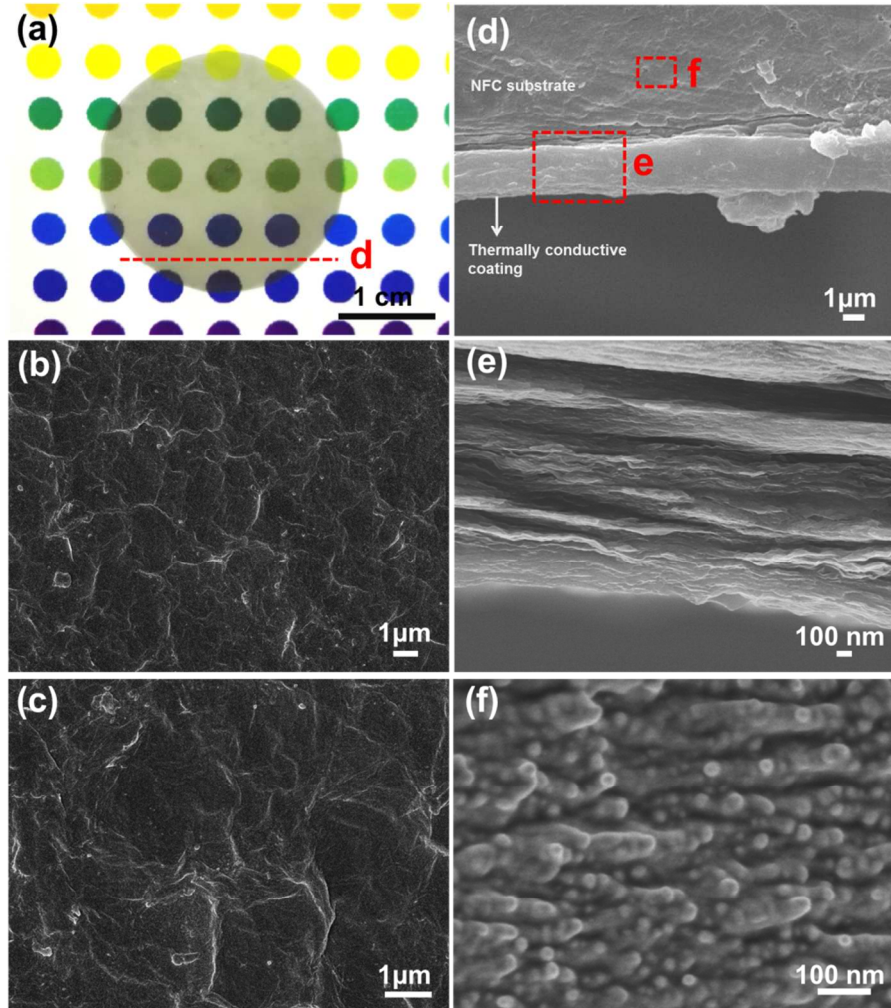 (a)
d
1 cm
(b)
1μm
(c)
1μm
(d)
f
NFC substrate
e
Thermally conductive
coating
1μm
(e)
100 nm
(f)
100 nm